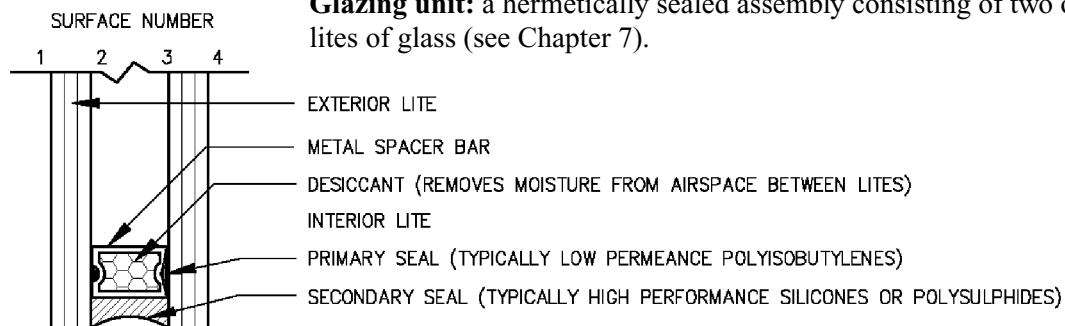 Glazing unit: a hermetically sealed assembly consisting of two
lites of glass (see Chapter 7).
SURFACE NUMBER
1 2 3 4
EXTERIOR LITE
METAL SPACER BAR
DESICCANT (REMOVES MOISTURE FROM AIRSPACE BETWEEN LITES)
INTERIOR LITE
PRIMARY SEAL (TYPICALLY LOW PERMEANCE POLYISOBUTYLENES)
SECONDARY SEAL (TYPICALLY HIGH PERFORMANCE SILICONES OR POLYSULPHIDES)